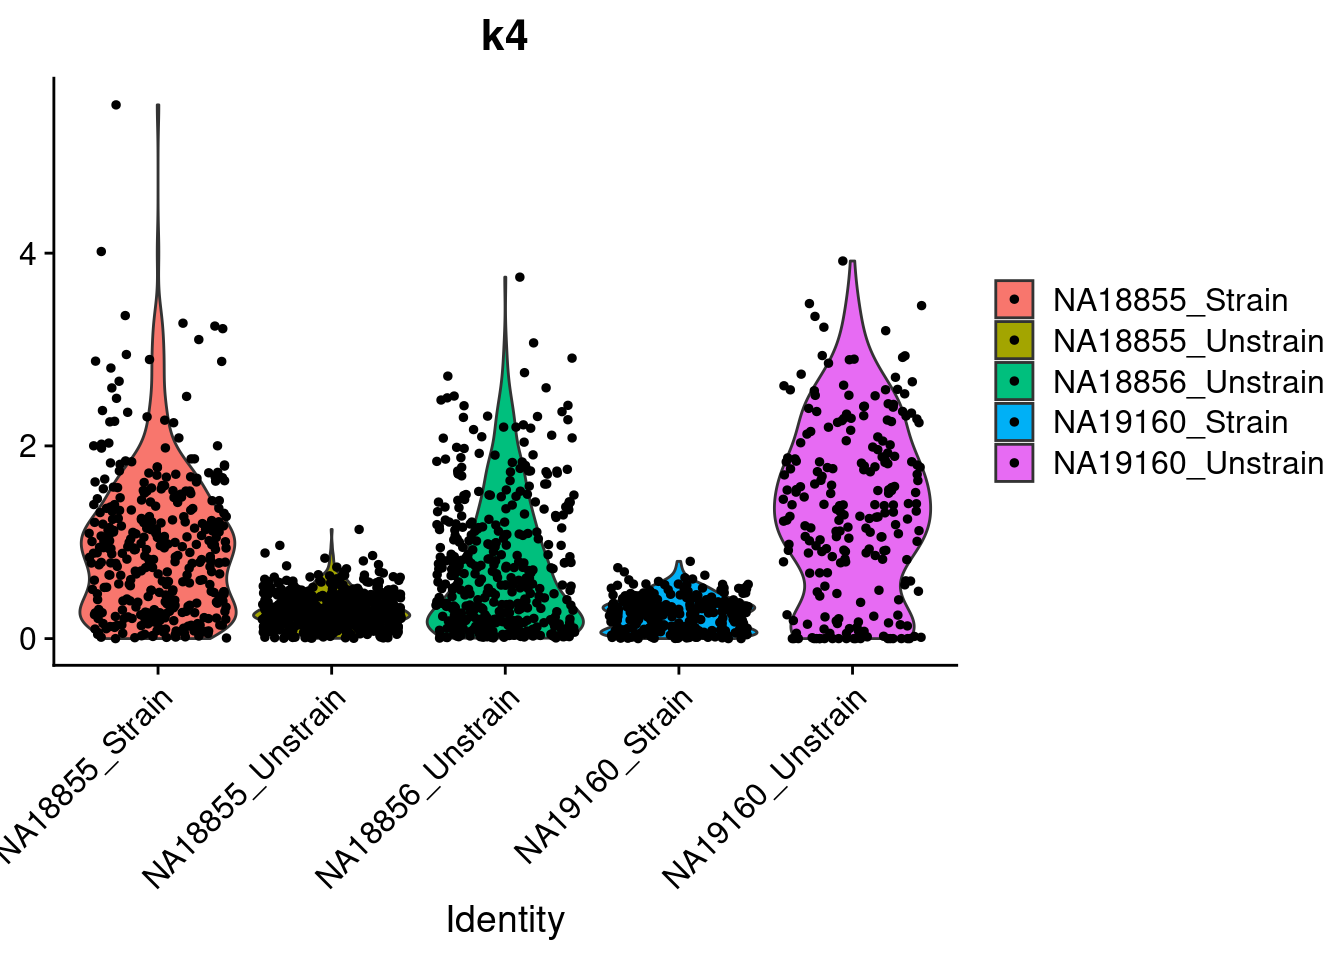 k4
4
2
0
NA18855_Strain
NA18855_Unstrain
NA18856_Unstrain
NA19160_Strain
NA19160_Unstrain
Identity
NA18855_Strain
NA18855_Unstrain
NA18856_Unstrain
NA19160_Strain
NA19160_Unstrain